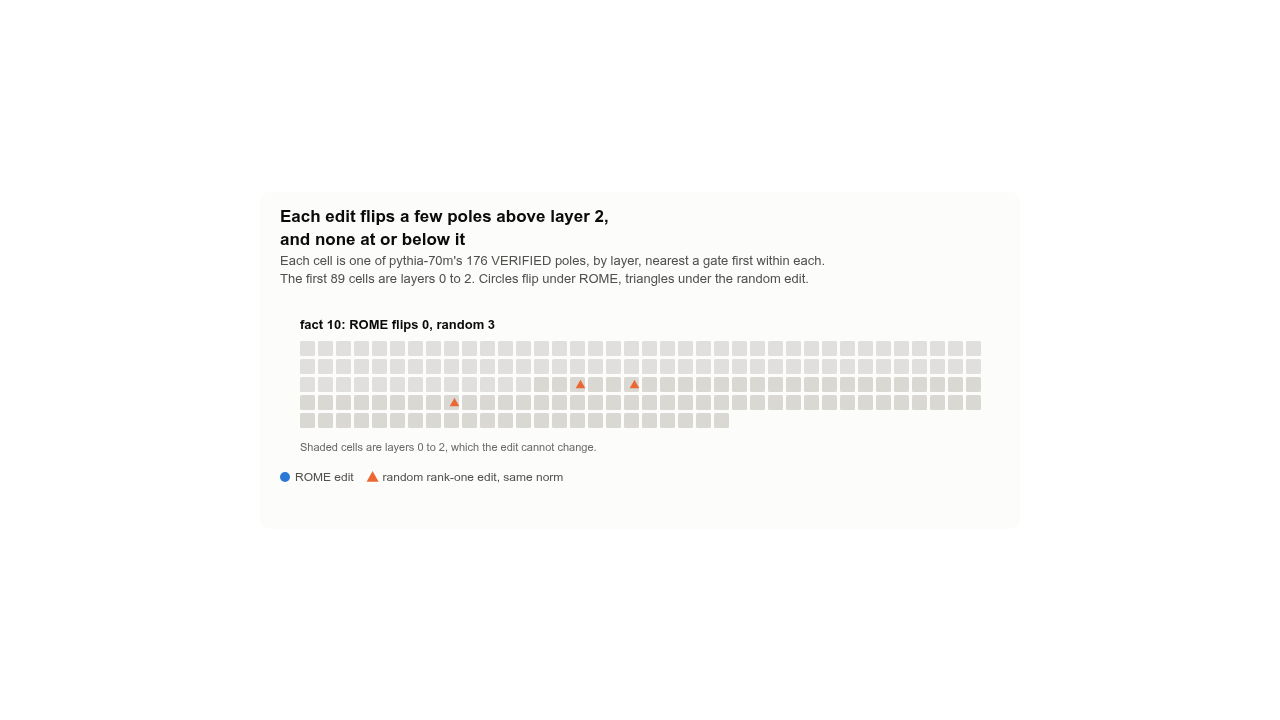 Each edit flips a few poles above layer 2,
and none at or below it
Each cell is one of pythia-70m's 176 VERIFIED poles, by layer, nearest a gate first within each.
The first 89 cells are layers 0 to 2. Circles flip under ROME, triangles under the random edit.
fact 10: ROME flips 0, random 3
Shaded cells are layers 0 to 2, which the edit cannot change.
ROME edit random rank-one edit, same norm